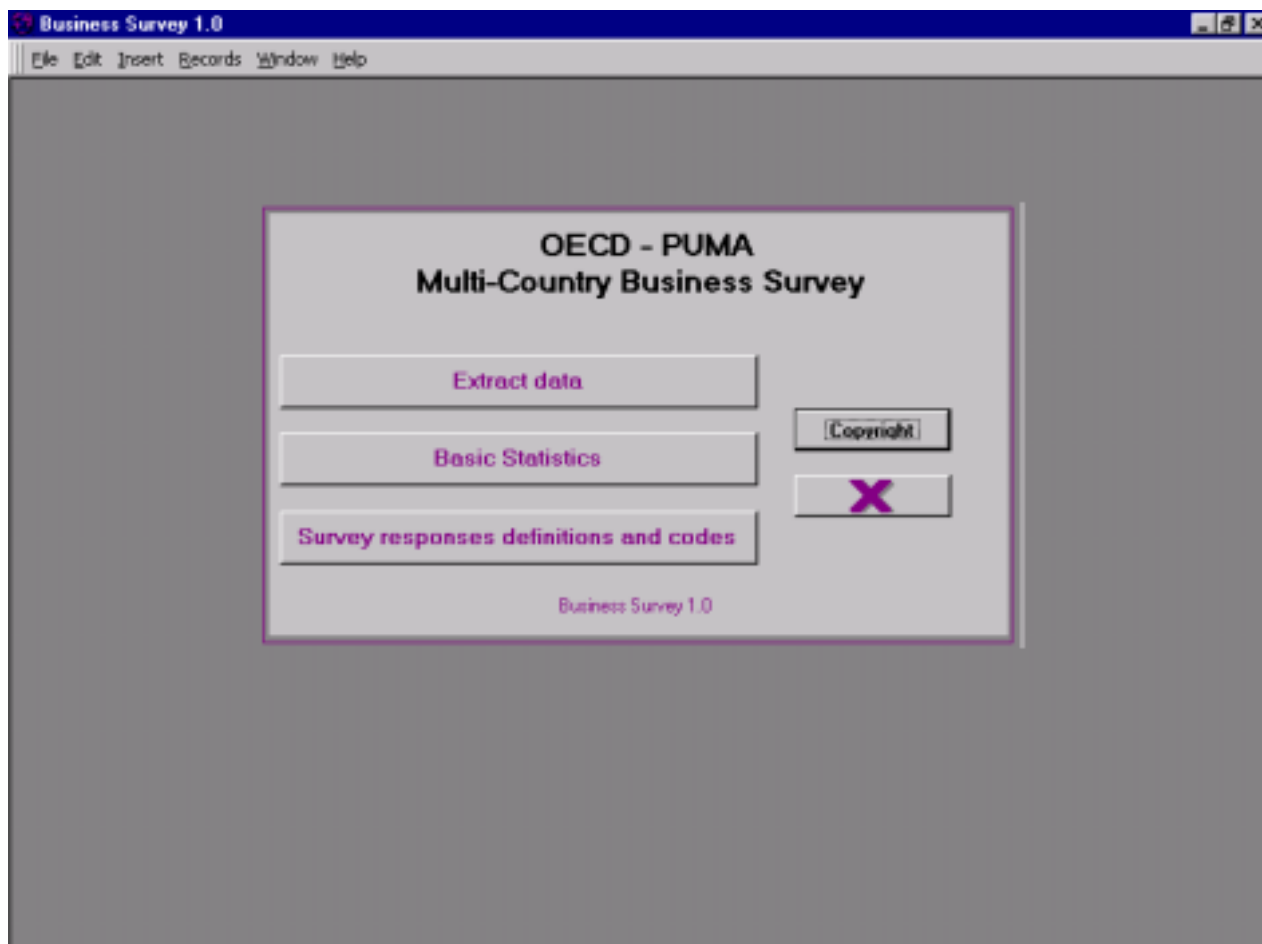 Business Survey 1.0
File Edit Insert Records Window Help
OECD - PUMA
Multi-Country Business Survey
Extract data
Copyright
Basic Statistics
Survey responses definitions and codes
Business Survey 1.0